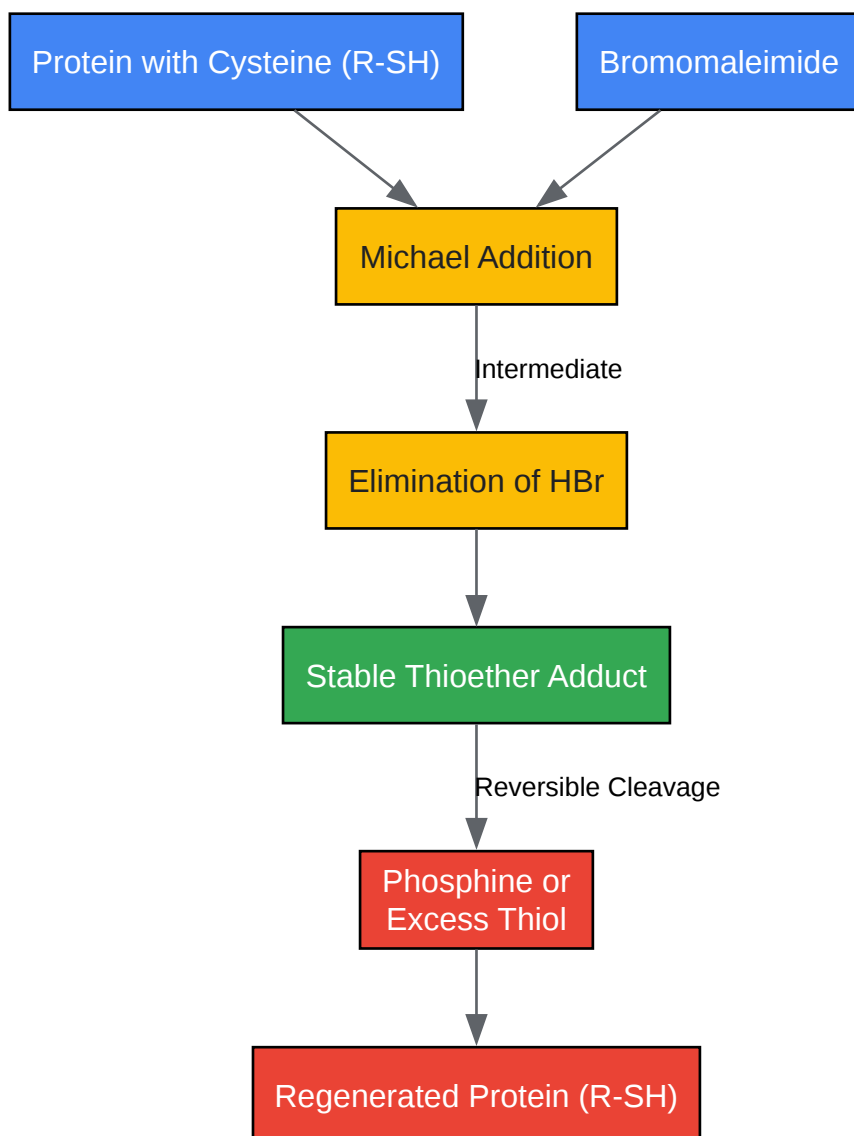 Protein with Cysteine (R-SH)
Bromomaleimide
Michael Addition
Intermediate
Elimination of HBr
Stable Thioether Adduct
Reversible Cleavage
Phosphine or
Excess Thiol
Regenerated Protein (R-SH)